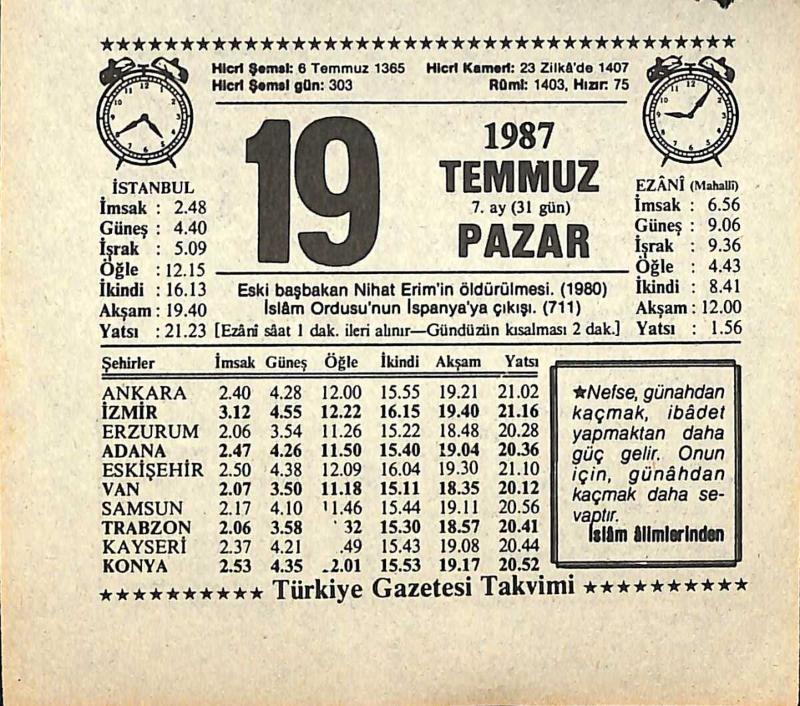 Hicri Şemsi: 6 Temmuz 1365 Hicri Kameri: 23 Zilkâ'de 1407
Hicri Şemsi gün: 303 Rûmî: 1403, Hızır: 75
19
1987
TEMMUZ
7. ay (31 gün)
PAZAR
İSTANBUL
İmsak : 2.48
Güneş : 4.40
İşrak : 5.09
Öğle : 12.15
İkindi : 16.13
Akşam : 19.40
Yatsı : 21.23
EZÂNÎ (Mahallî)
İmsak : 6.56
Güneş : 9.06
İşrak : 9.36
Öğle : 4.43
İkindi : 8.41
Akşam : 12.00
Yatsı : 1.56
Eski başbakan Nihat Erim'in öldürülmesi. (1980)
İslâm Ordusu'nun İspanya'ya çıkışı. (711)
[Ezânî sâat 1 dak. ileri alınır—Gündüzün kısalması 2 dak.]
Şehirler İmsak Güneş Öğle İkindi Akşam Yatsı
ANKARA 2.40 4.28 12.00 15.55 19.21 21.02
İZMİR 3.12 4.55 12.22 16.15 19.40 21.16
ERZURUM 2.06 3.54 11.26 15.22 18.48 20.28
ADANA 2.47 4.26 11.50 15.40 19.04 20.36
ESKİŞEHİR 2.50 4.38 12.09 16.04 19.30 21.10
VAN 2.07 3.50 11.18 15.11 18.35 20.12
SAMSUN 2.17 4.10 11.46 15.44 19.11 20.56
TRABZON 2.06 3.58 32 15.30 18.57 20.41
KAYSERİ 2.37 4.21 .49 15.43 19.08 20.44
KONYA 2.53 4.35 2.01 15.53 19.17 20.52
★Nefse, günahdan
kaçmak, ibâdet
yapmaktan daha
güç gelir. Onun
için, günâhdan
kaçmak daha se-
vaptır.
İslâm âlimlerinden
Türkiye Gazetesi Takvimi